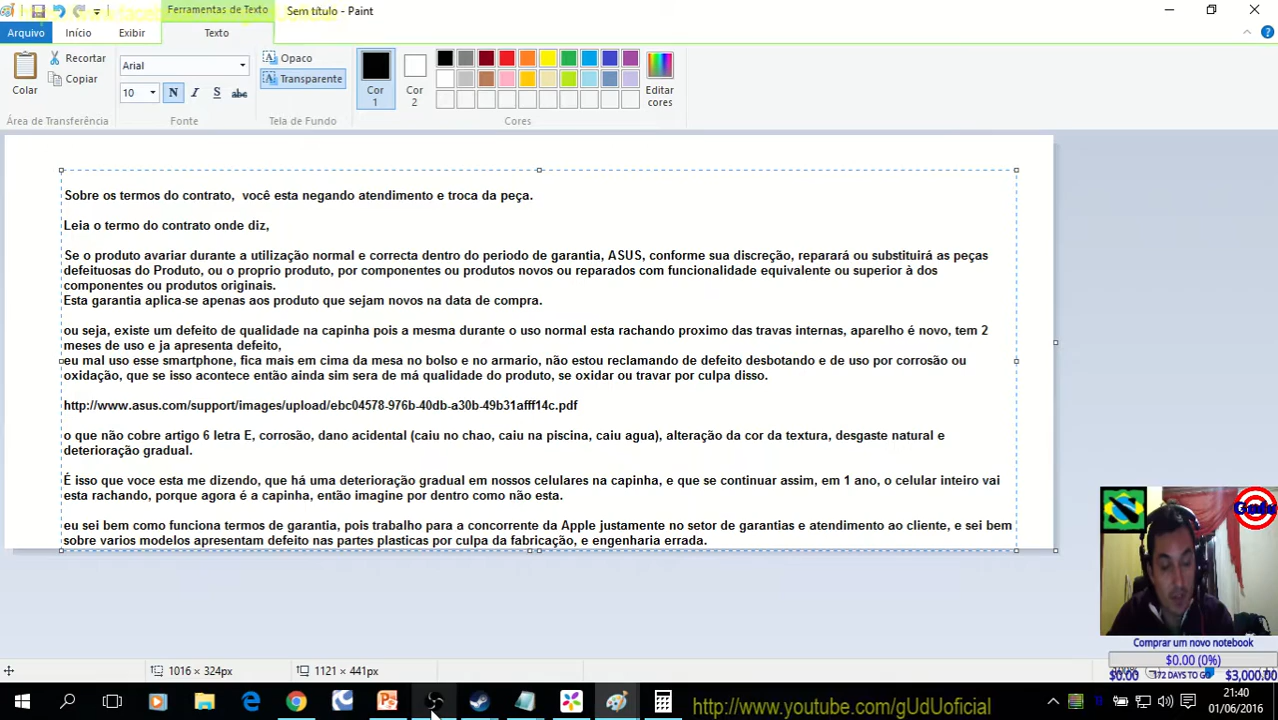 Ferramentas de Texto
Sem título - Paint
Arquivo
Início
Exibir
Texto
Colar
Recortar
Copiar
Área de Transferência
Arial
10
N
I
S
abc
Fonte
Opaco
Transparente
Tela de Fundo
Cor
1
Cor
2
Cores
Editar
cores
Sobre os termos do contrato, você esta negando atendimento e troca da peça.
Leia o termo do contrato onde diz,
Se o produto avariar durante a utilização normal e correcta dentro do periodo de garantia, ASUS, conforme sua discreção, reparará ou substituirá as peças
defeituosas do Produto, ou o proprio produto, por componentes ou produtos novos ou reparados com funcionalidade equivalente ou superior à dos
componentes ou produtos originais.
Esta garantia aplica-se apenas aos produto que sejam novos na data de compra.
ou seja, existe um defeito de qualidade na capinha pois a mesma durante o uso normal esta rachando proximo das travas internas, aparelho é novo, tem 2
meses de uso e ja apresenta defeito,
eu mal uso esse smartphone, fica mais em cima da mesa no bolso e no armario, não estou reclamando de defeito desbotando e de uso por corrosão ou
oxidação, que se isso acontece então ainda sim sera de má qualidade do produto, se oxidar ou travar por culpa disso.
http://www.asus.com/support/images/upload/ebc04578-976b-40db-a30b-49b31afff14c.pdf
o que não cobre artigo 6 letra E, corrosão, dano acidental (caiu no chao, caiu na piscina, caiu agua), alteração da cor da textura, desgaste natural e
deterioração gradual.
É isso que voce esta me dizendo, que há uma deterioração gradual em nossos celulares na capinha, e que se continuar assim, em 1 ano, o celular inteiro vai
esta rachando, porque agora é a capinha, então imagine por dentro como não esta.
eu sei bem como funciona termos de garantia, pois trabalho para a concorrente da Apple justamente no setor de garantias e atendimento ao cliente, e sei bem
sobre varios modelos apresentam defeito nas partes plasticas por culpa da fabricação, e engenharia errada.
Comprar um novo notebook
$0.00 (0%)
$0.00
172 DAYS TO GO
$3,000.00
1016 × 324px
1121 × 441px
http://www.youtube.com/gUdUoficial
21:40
01/06/2016